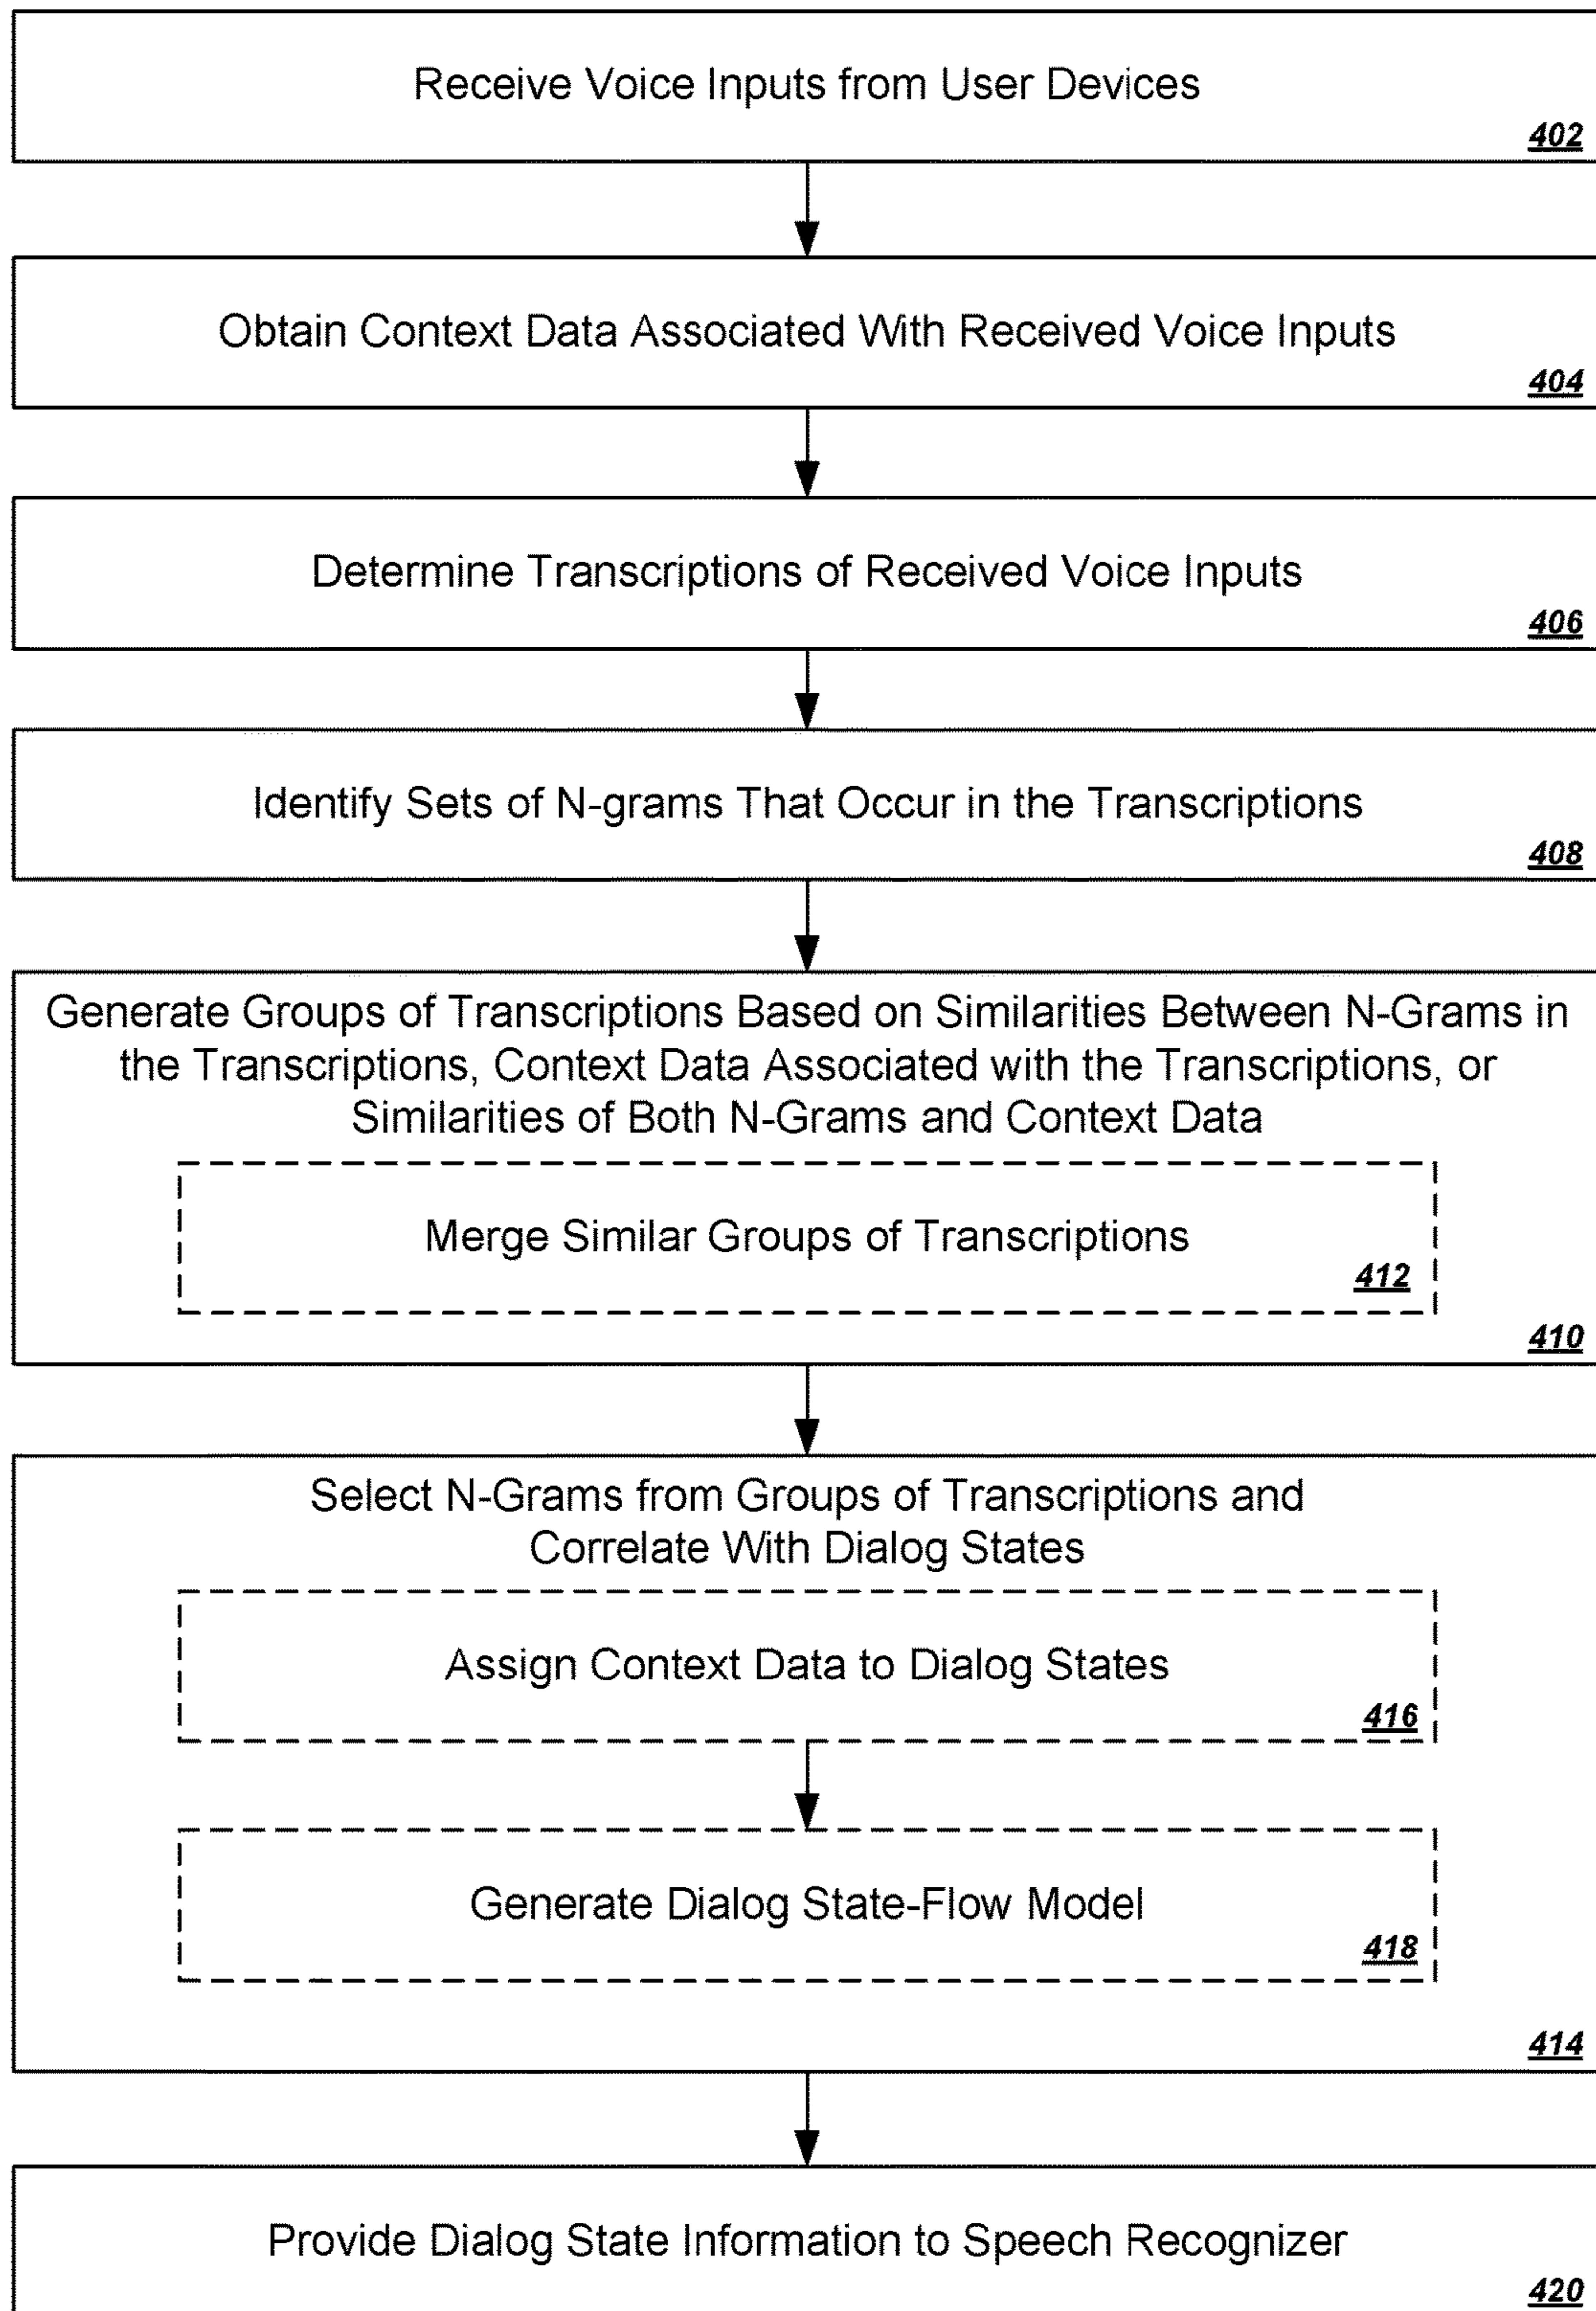 Receive Voice Inputs from User Devices
402
Obtain Context Data Associated With Received Voice Inputs
404
Determine Transcriptions of Received Voice Inputs
406
Identify Sets of N-grams That Occur in the Transcriptions
408
Generate Groups of Transcriptions Based on Similarities Between N-Grams in
the Transcriptions, Context Data Associated with the Transcriptions, or
Similarities of Both N-Grams and Context Data
Merge Similar Groups of Transcriptions
412
410
Select N-Grams from Groups of Transcriptions and
Correlate With Dialog States
Assign Context Data to Dialog States
416
Generate Dialog State-Flow Model
418
414
Provide Dialog State Information to Speech Recognizer
420